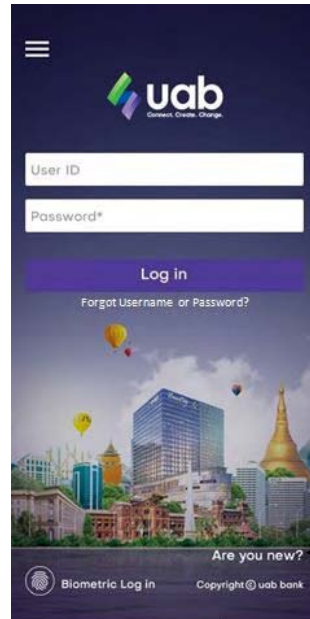 uab
Connect. Create. Change.
User ID
Password*
Log in
Forgot Username or Password?
Are you new?
Biometric Log in
Copyright© uab bank